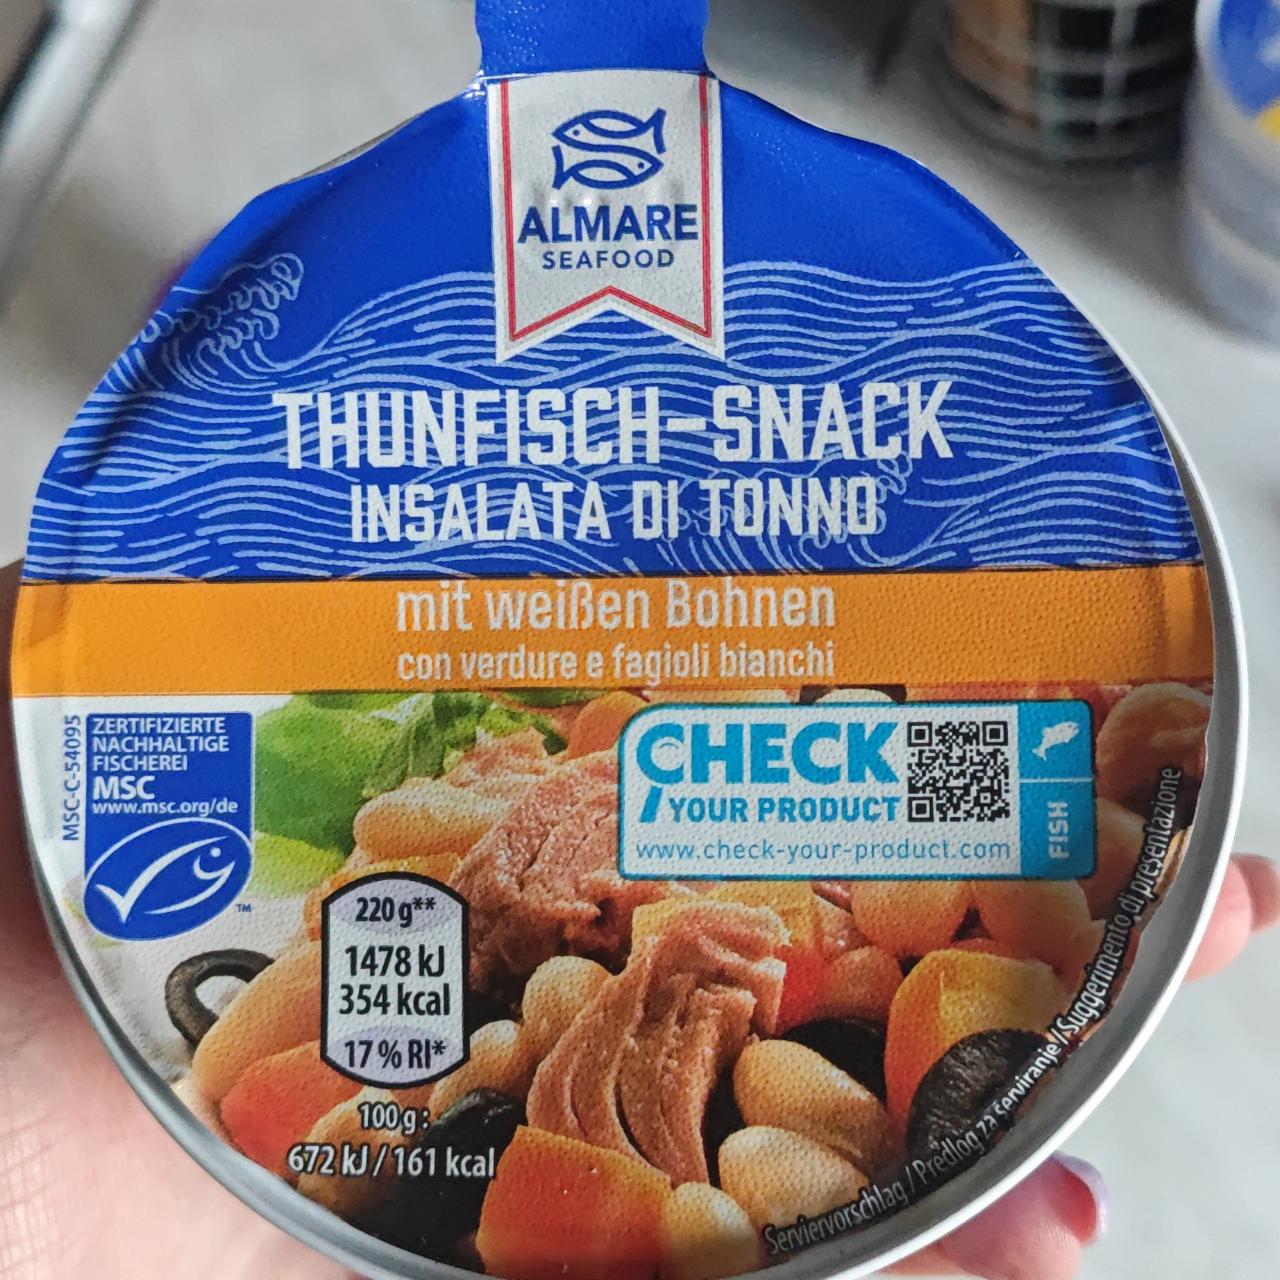 ALMARE
SEAFOOD
THUNFISCH-SNACK
INSALATA DI TONNO
mit weißen Bohnen
con verdure e fagioli bianchi
MSC-C-54095
ZERTIFIZIERTE
NACHHALTIGE
FISCHEREI
MSC
www.msc.org/de
TM
CHECK
YOUR PRODUCT
www.check-your-product.com
FISH
220 g**
1478 kJ
354 kcal
17 % RI*
100 g :
672 kJ / 161 kcal
Serviervorschlag / Predlog za serviranje / Suggerimento di presentazione